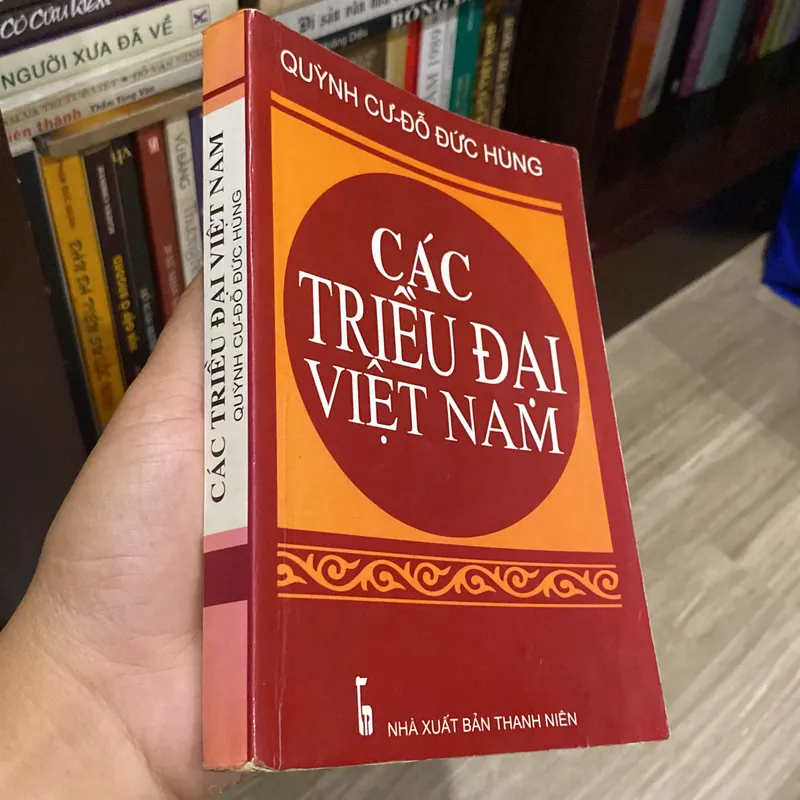 QUỲNH CƯ-ĐỖ ĐỨC HÙNG
CÁC
TRIỀU ĐẠI
VIỆT NAM
NHÀ XUẤT BẢN THANH NIÊN
CÁC TRIỀU ĐẠI VIỆT NAM
QUỲNH CƯ-ĐỖ ĐỨC HÙNG
NGƯỜI XƯA ĐÃ VỀ